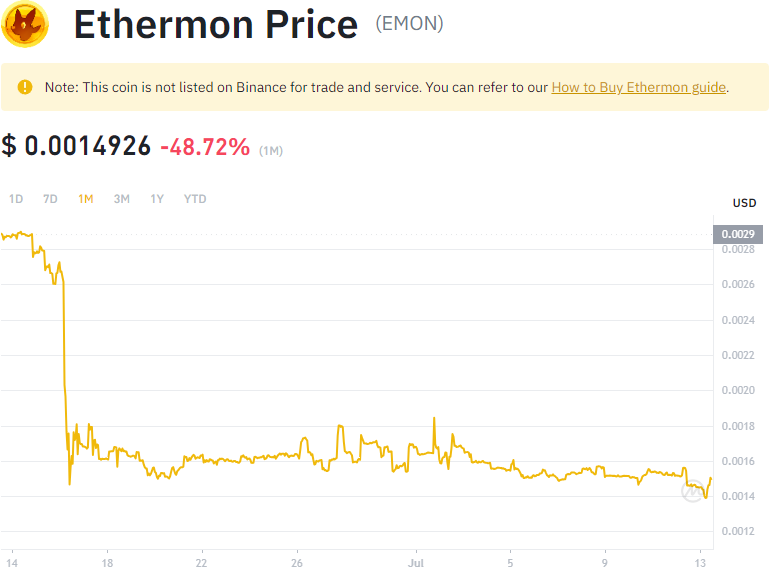 Ethermon Price (EMON)
Note: This coin is not listed on Binance for trade and service. You can refer to our How to Buy Ethermon guide.
$ 0.0014926 -48.72% (1M)
1D 7D 1M 3M 1Y YTD
USD
0.0029
0.0028
0.0026
0.0024
0.0022
0.0020
0.0018
0.0016
0.0014
0.0012
14 18 22 26 Jul 5 9 13